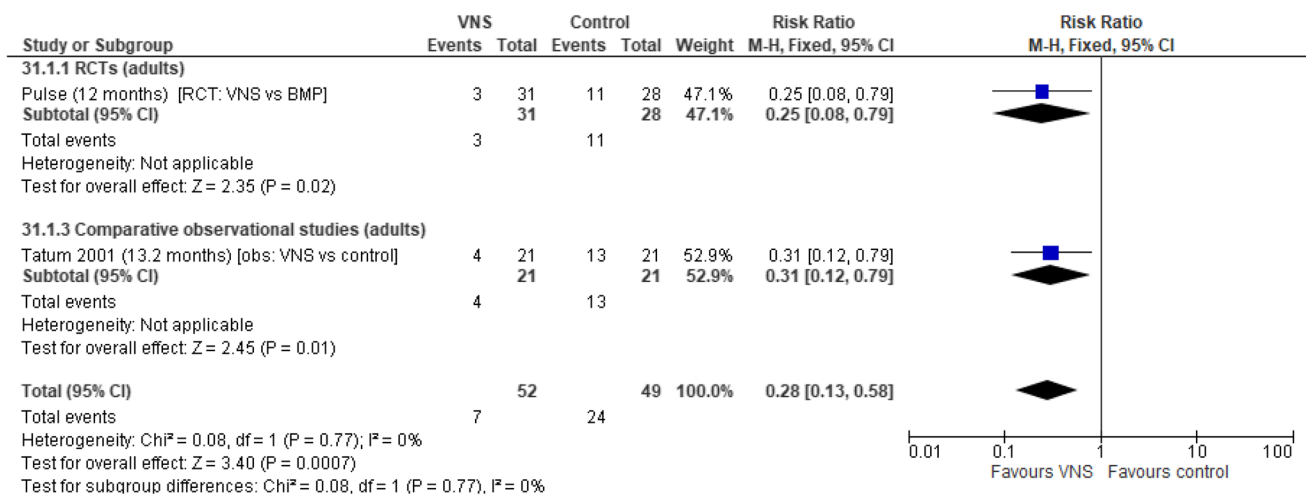 VNS Control Risk Ratio Risk Ratio
Study or Subgroup Events Total Events Total Weight M-H, Fixed, 95% CI M-H, Fixed, 95% CI
31.1.1 RCTs (adults)
Pulse (12 months) [RCT: VNS vs BMP] 3 31 11 28 47.1% 0.25 [0.08, 0.79]
Subtotal (95% CI) 31 28 47.1% 0.25 [0.08, 0.79]
Total events 3 11
Heterogeneity: Not applicable
Test for overall effect: Z = 2.35 (P = 0.02)
31.1.3 Comparative observational studies (adults)
Tatum 2001 (13.2 months) [obs: VNS vs control] 4 21 13 21 52.9% 0.31 [0.12, 0.79]
Subtotal (95% CI) 21 21 52.9% 0.31 [0.12, 0.79]
Total events 4 13
Heterogeneity: Not applicable
Test for overall effect: Z = 2.45 (P = 0.01)
Total (95% CI) 52 49 100.0% 0.28 [0.13, 0.58]
Total events 7 24
Heterogeneity: Chi² = 0.08, df = 1 (P = 0.77); I² = 0%
Test for overall effect: Z = 3.40 (P = 0.0007)
Test for subgroup differences: Chi² = 0.08, df = 1 (P = 0.77), I² = 0%
0.01 0.1 1 10 100
Favours VNS Favours control